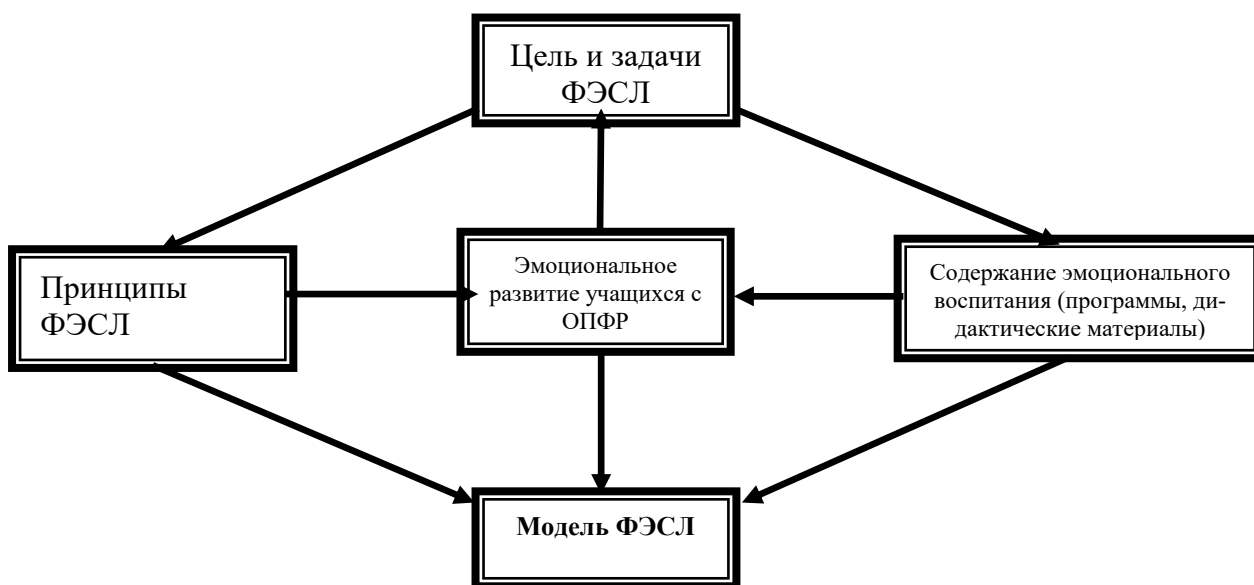 Цель и задачи
ФЭСЛ
Принципы
ФЭСЛ
Эмоциональное
развитие учащихся с
ОПФР
Содержание эмоционального
воспитания (программы, ди-
дактические материалы)
Модель ФЭСЛ